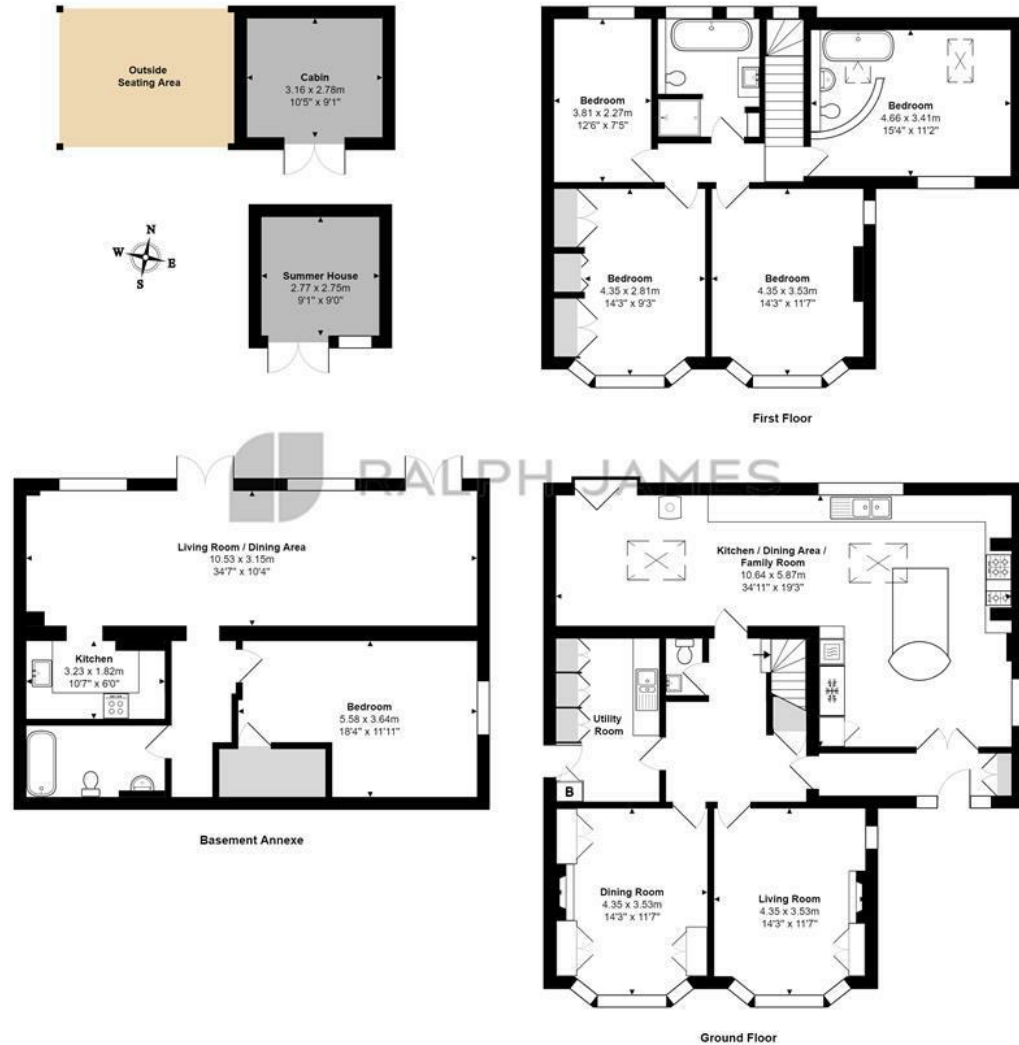 Outside
Seating Area
Cabin
3.16 x 2.78m
10'5" x 9'1"
N
W
E
S
Summer House
2.77 x 2.75m
9'1" x 9'0"
Bedroom
3.81 x 2.27m
12'6" x 7'5"
Bedroom
4.66 x 3.41m
15'4" x 11'2"
Bedroom
4.35 x 2.81m
14'3" x 9'3"
Bedroom
4.35 x 3.53m
14'3" x 11'7"
First Floor
RALPH JAMES
Living Room / Dining Area
10.53 x 3.15m
34'7" x 10'4"
Kitchen
3.23 x 1.82m
10'7" x 6'0"
Bedroom
5.58 x 3.64m
18'4" x 11'11"
Basement Annexe
Kitchen / Dining Area /
Family Room
10.64 x 5.87m
34'11" x 19'3"
Utility
Room
B
Dining Room
4.35 x 3.53m
14'3" x 11'7"
Living Room
4.35 x 3.53m
14'3" x 11'7"
Ground Floor